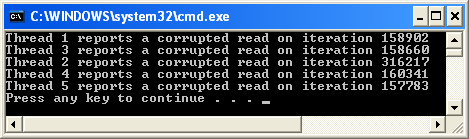 C:\WINDOWS\system32\cmd.exe
Thread 1 reports a corrupted read on iteration 158902
Thread 3 reports a corrupted read on iteration 158660
Thread 2 reports a corrupted read on iteration 316217
Thread 4 reports a corrupted read on iteration 160341
Thread 5 reports a corrupted read on iteration 157783
Press any key to continue . . . _